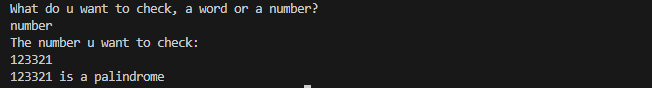 What do u want to check, a word or a number?
number
The number u want to check:
123321
123321 is a palindrome